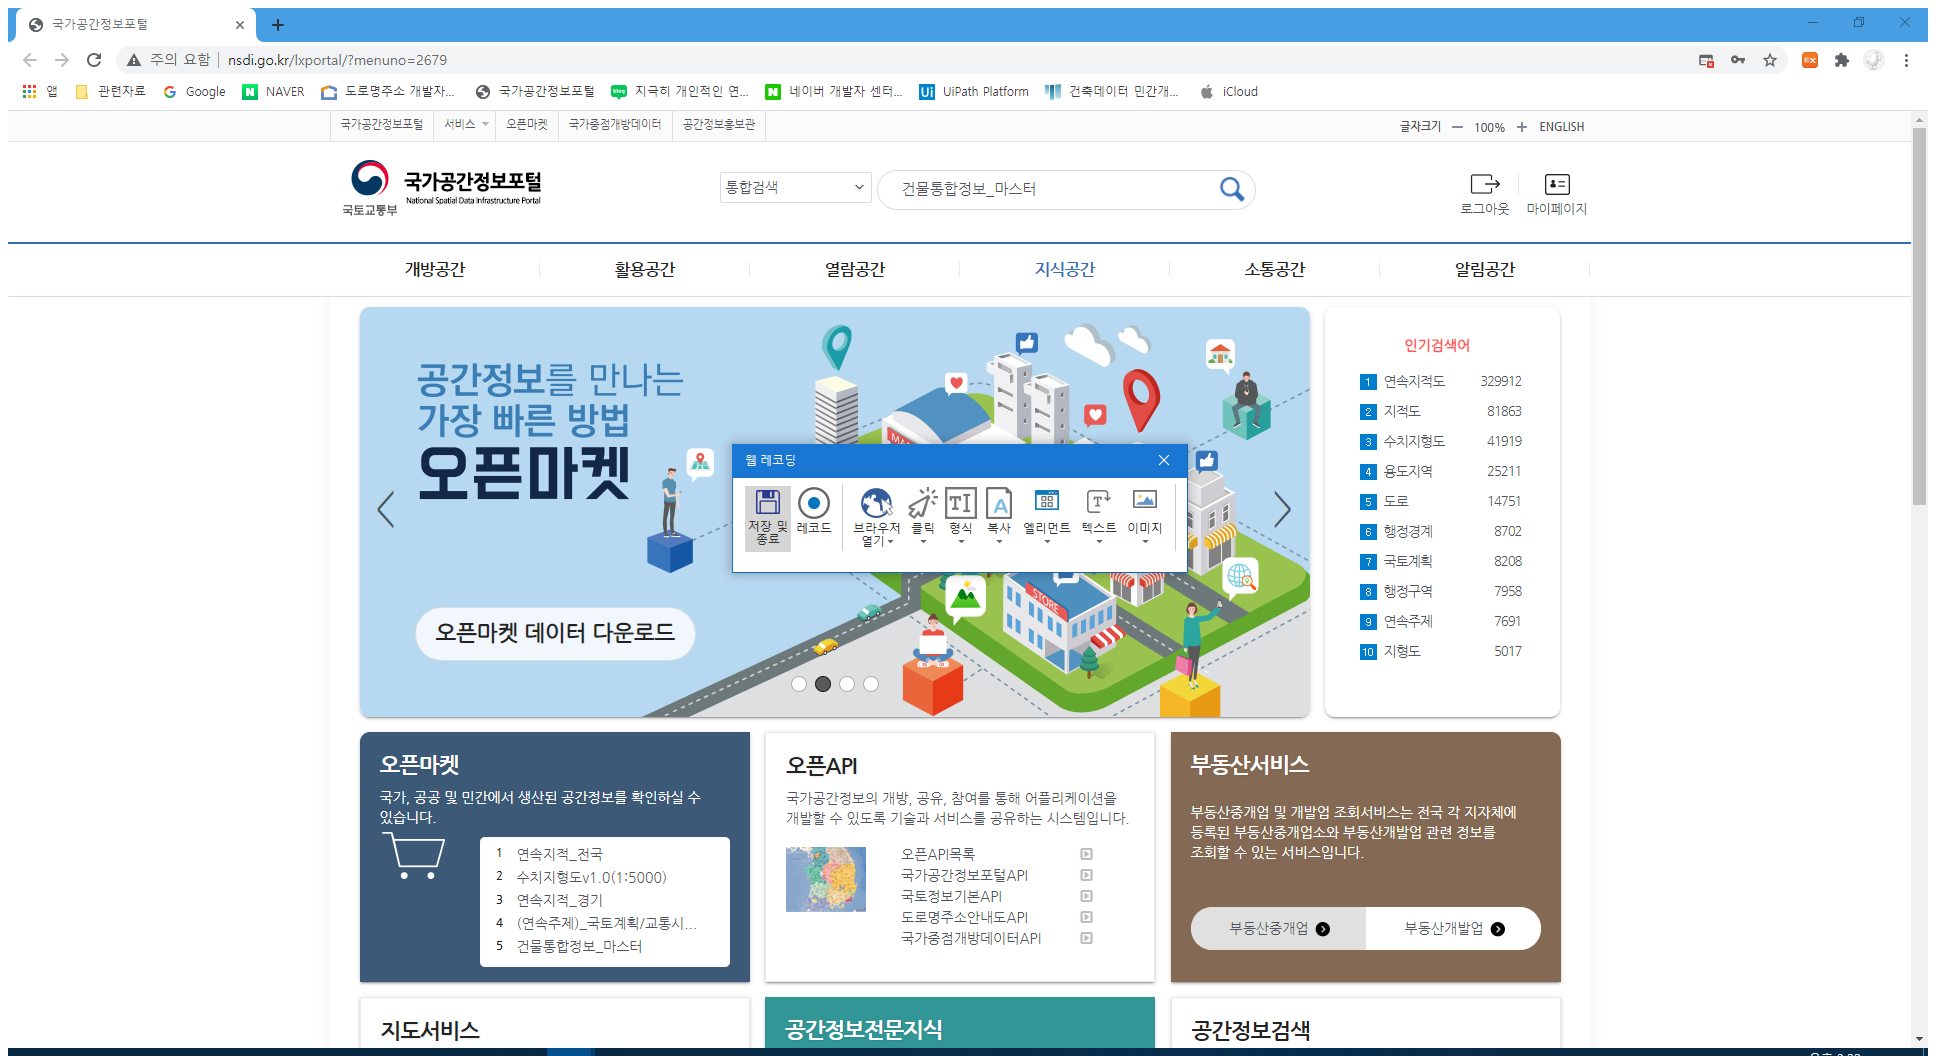 국가공간정보포털
주의 요함 nsdi.go.kr/lxportal/?menuno=2679
앱 관련자료 Google NAVER 도로명주소 개발자... 국가공간정보포털 지극히 개인적인 연... 네이버 개발자 센터... UiPath Platform 건축데이터 민간개... iCloud
국가공간정보포털 서비스 오픈마켓 국가중점개방데이터 공간정보홍보관 글자크기 100% ENGLISH
국토교통부
국가공간정보포털
National Spatial Data Infrastructure Portal
통합검색 건물통합정보_마스터
로그아웃 마이페이지
개방공간 활용공간 열람공간 지식공간 소통공간 알림공간
공간정보를 만나는
가장 빠른 방법
오픈마켓
오픈마켓 데이터 다운로드
STORE
웹 레코딩
저장 및 종료 레코드 브라우저 열기 클릭 형식 복사 엘리먼트 텍스트 이미지
인기검색어
1 연속지적도 329912
2 지적도 81863
3 수치지형도 41919
4 용도지역 25211
5 도로 14751
6 행정경계 8702
7 국토계획 8208
8 행정구역 7958
9 연속주제 7691
10 지형도 5017
오픈마켓
국가, 공공 및 민간에서 생산된 공간정보를 확인하실 수
있습니다.
1 연속지적_전국
2 수치지형도v1.0(1:5000)
3 연속지적_경기
4 (연속주제)_국토계획/교통시...
5 건물통합정보_마스터
오픈API
국가공간정보의 개방, 공유, 참여를 통해 어플리케이션을
개발할 수 있도록 기술과 서비스를 공유하는 시스템입니다.
오픈API목록
국가공간정보포털API
국토정보기본API
도로명주소안내도API
국가중점개방데이터API
부동산서비스
부동산중개업 및 개발업 조회서비스는 전국 각 지자체에
등록된 부동산중개업소와 부동산개발업 관련 정보를
조회할 수 있는 서비스입니다.
부동산중개업 부동산개발업
지도서비스
공간정보전문지식
공간정보검색